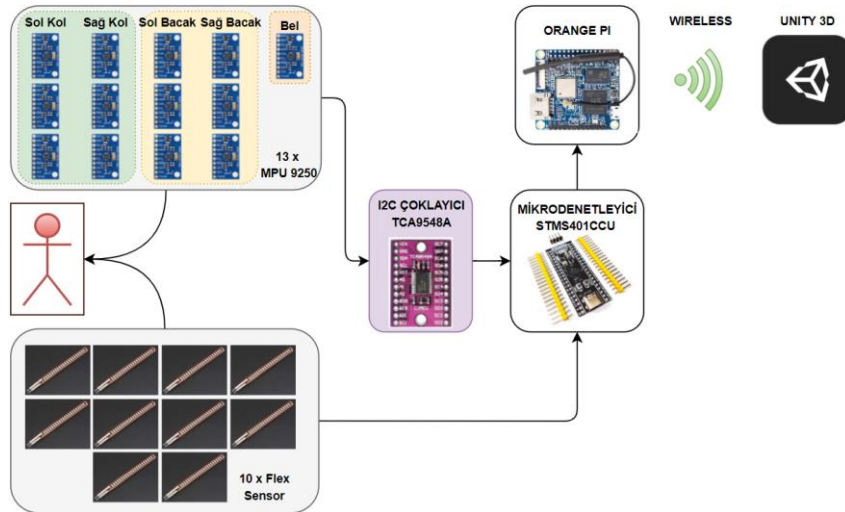 Sol Kol
Sağ Kol
Sol Bacak
Sağ Bacak
Bel
13 x
MPU 9250
ORANGE PI
WIRELESS
UNITY 3D
I2C ÇOKLAYICI
TCA9548A
MİKRODENETLEYİCİ
STMS401CCU
10 x Flex
Sensor